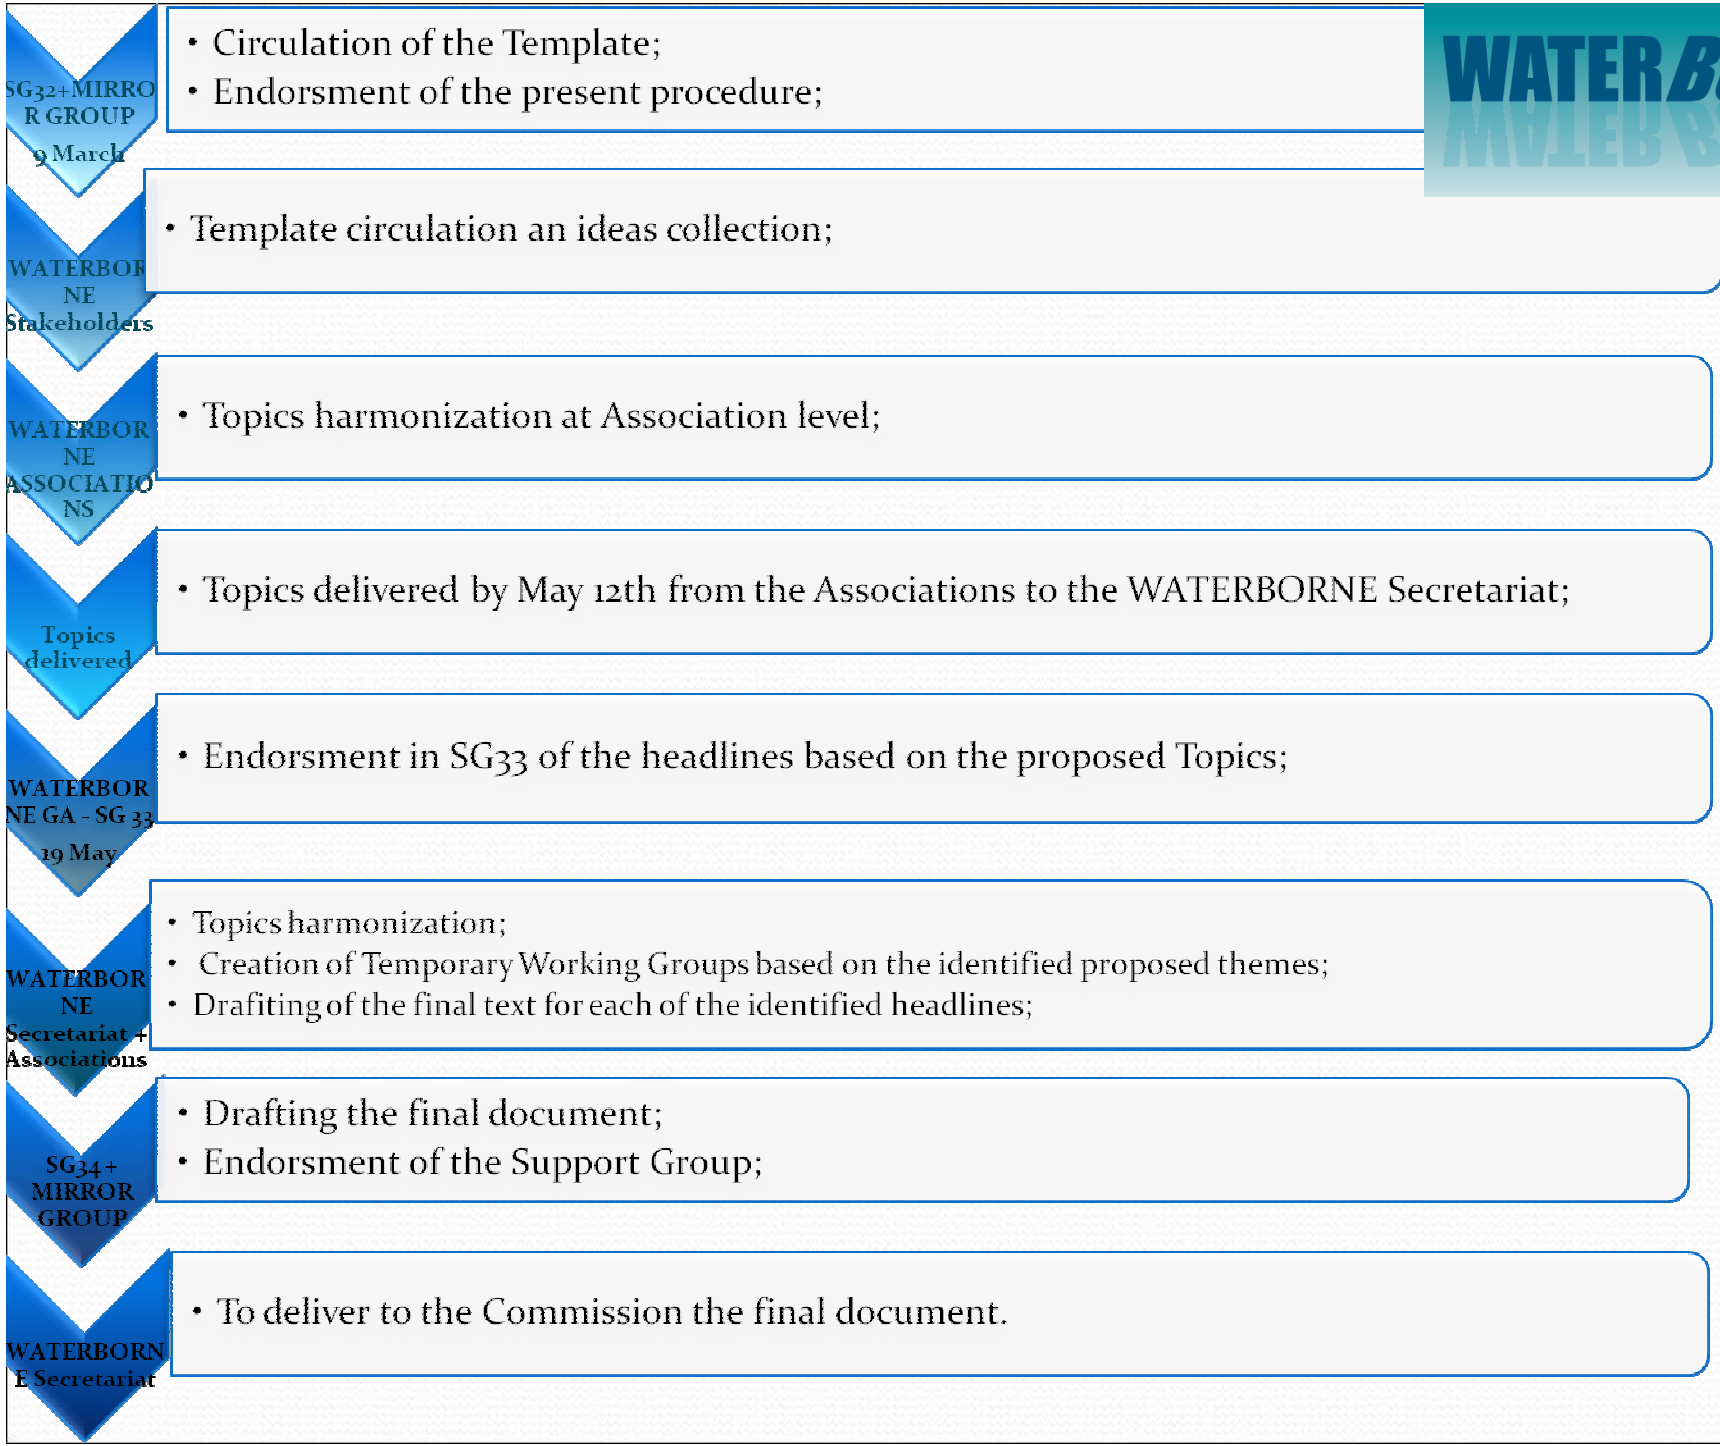 SG32+MIRRO
R GROUP
9 March
• Circulation of the Template;
• Endorsment of the present procedure;
WATERB
WATERBOR
NE
Stakeholders
• Template circulation an ideas collection;
WATERBOR
NE
ASSOCIATIO
NS
• Topics harmonization at Association level;
Topics
delivered
• Topics delivered by May 12th from the Associations to the WATERBORNE Secretariat;
WATERBOR
NE GA - SG 33
19 May
• Endorsment in SG33 of the headlines based on the proposed Topics;
WATERBOR
NE
Secretariat +
Associations
• Topics harmonization;
• Creation of Temporary Working Groups based on the identified proposed themes;
• Drafiting of the final text for each of the identified headlines;
SG34 +
MIRROR
GROUP
• Drafting the final document;
• Endorsment of the Support Group;
WATERBORN
E Secretariat
• To deliver to the Commission the final document.